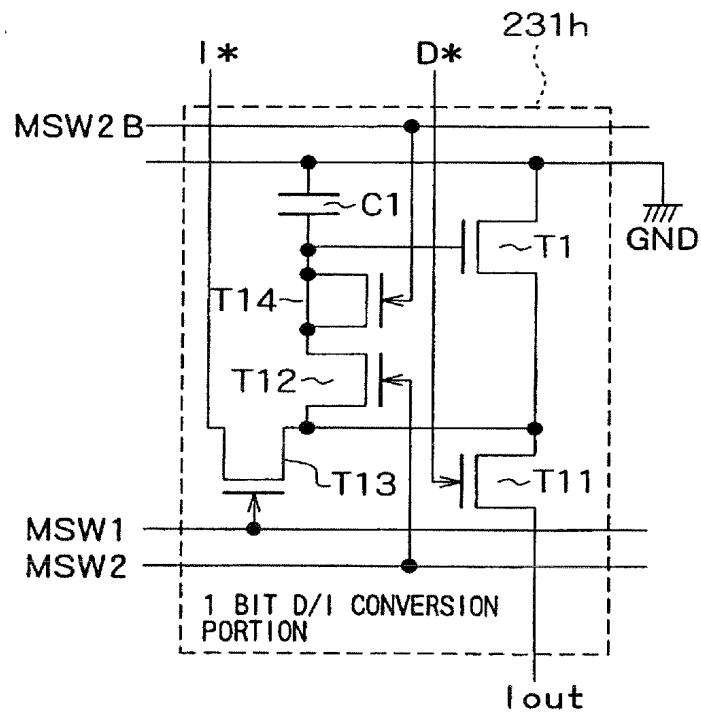 231h
I* D*
MSW2B
C1
T1
GND
T14
T12
T13
T11
MSW1
MSW2
1 BIT D/I CONVERSION
PORTION
Iout